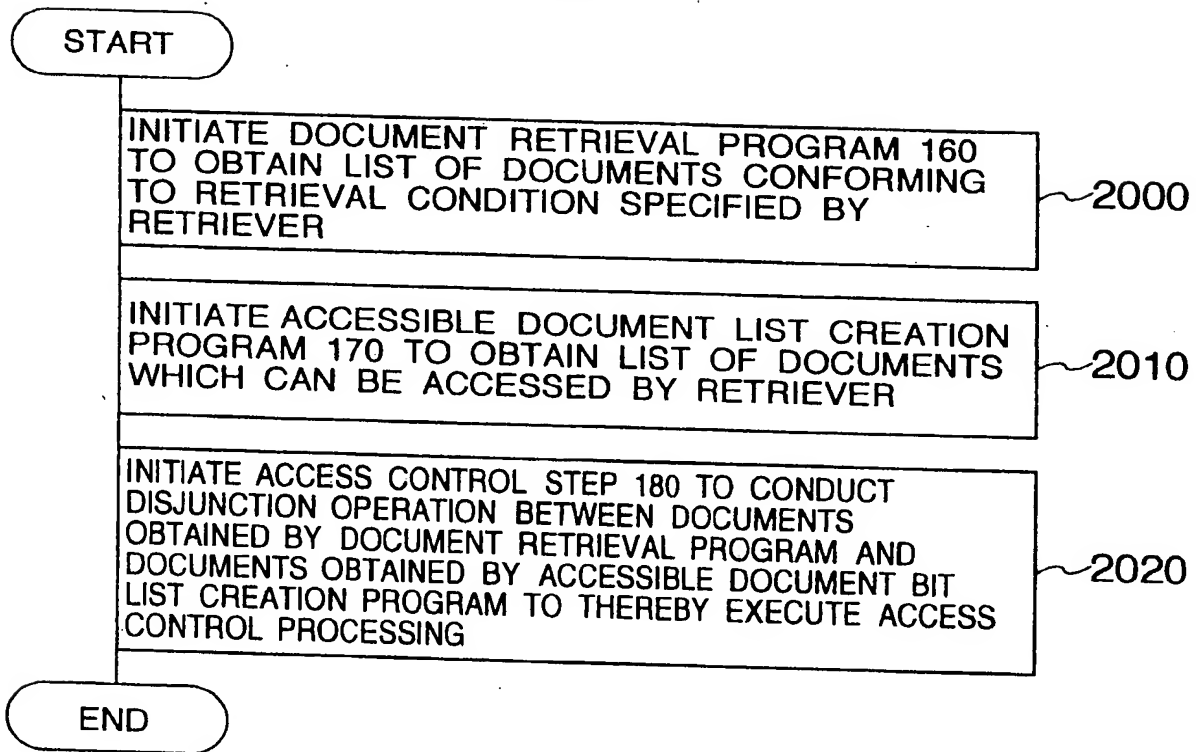 START
INITIATE DOCUMENT RETRIEVAL PROGRAM 160
TO OBTAIN LIST OF DOCUMENTS CONFORMING
TO RETRIEVAL CONDITION SPECIFIED BY
RETRIEVER
2000
INITIATE ACCESSIBLE DOCUMENT LIST CREATION
PROGRAM 170 TO OBTAIN LIST OF DOCUMENTS
WHICH CAN BE ACCESSED BY RETRIEVER
2010
INITIATE ACCESS CONTROL STEP 180 TO CONDUCT
DISJUNCTION OPERATION BETWEEN DOCUMENTS
OBTAINED BY DOCUMENT RETRIEVAL PROGRAM AND
DOCUMENTS OBTAINED BY ACCESSIBLE DOCUMENT BIT
LIST CREATION PROGRAM TO THEREBY EXECUTE ACCESS
CONTROL PROCESSING
2020
END